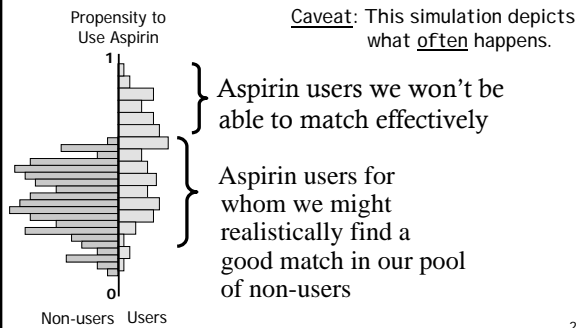 Propensity to
Use Aspirin
Caveat: This simulation depicts
what often happens.
1
Aspirin users we won't be
able to match effectively
Aspirin users for
whom we might
realistically find a
good match in our pool
of non-users
0
Non-users Users
2